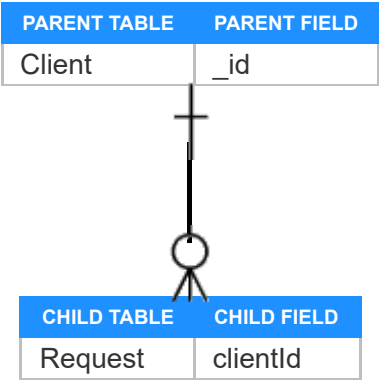 PARENT TABLE PARENT FIELD
Client _id
CHILD TABLE CHILD FIELD
Request clientId